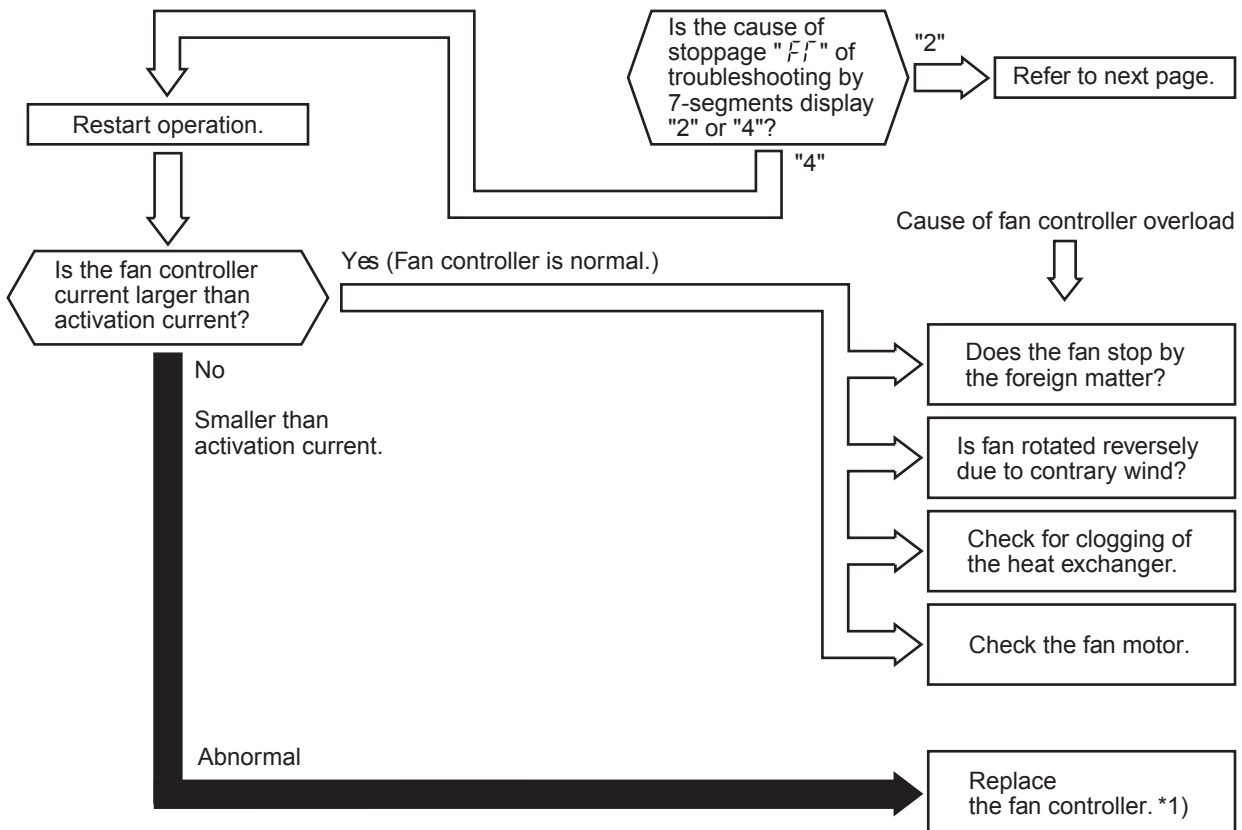 Is the cause of
stoppage " FT " of
troubleshooting by
7-segments display
"2" or "4"?
"2"
Refer to next page.
"4"
Restart operation.
Is the fan controller
current larger than
activation current?
Yes (Fan controller is normal.)
No
Smaller than
activation current.
Cause of fan controller overload
Does the fan stop by
the foreign matter?
Is fan rotated reversely
due to contrary wind?
Check for clogging of
the heat exchanger.
Check the fan motor.
Abnormal
Replace
the fan controller. *1)